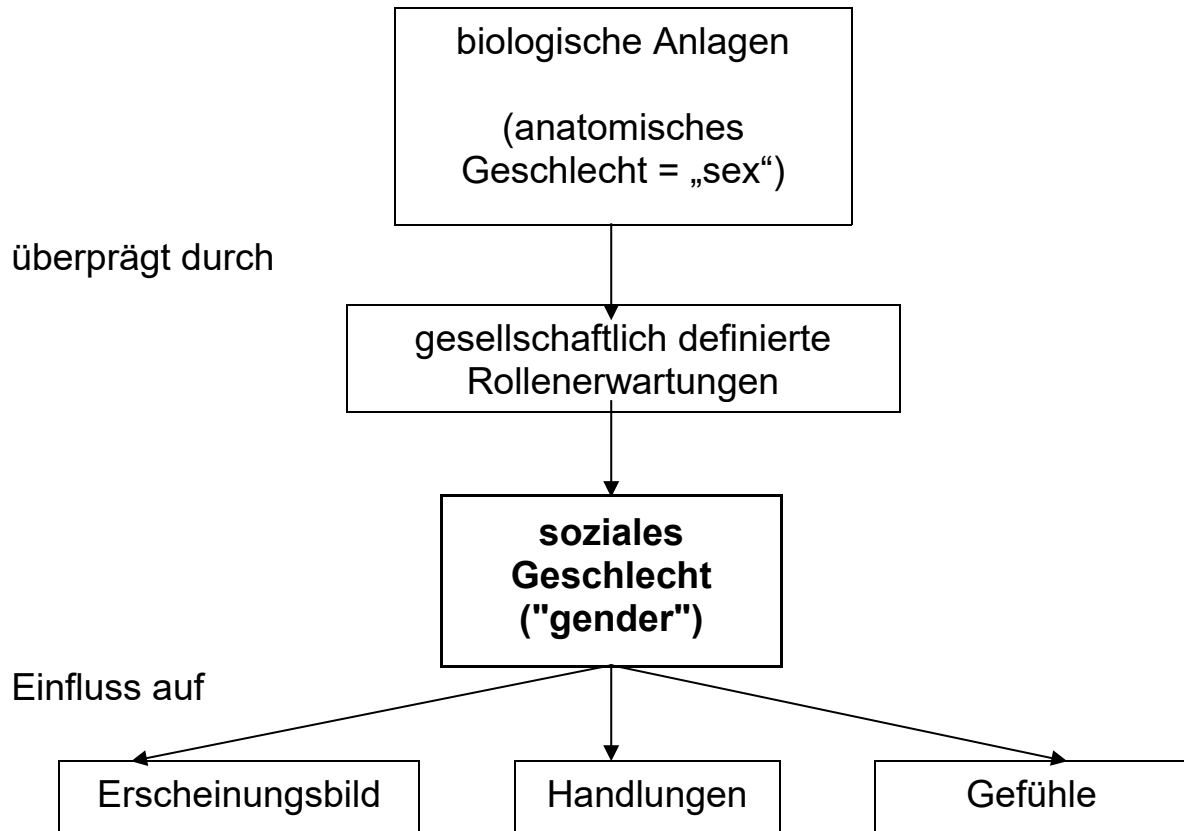 biologische Anlagen
(anatomisches
Geschlecht = „sex“)
überprägt durch
gesellschaftlich definierte
Rollenerwartungen
soziales
Geschlecht
("gender")
Einfluss auf
Erscheinungsbild
Handlungen
Gefühle